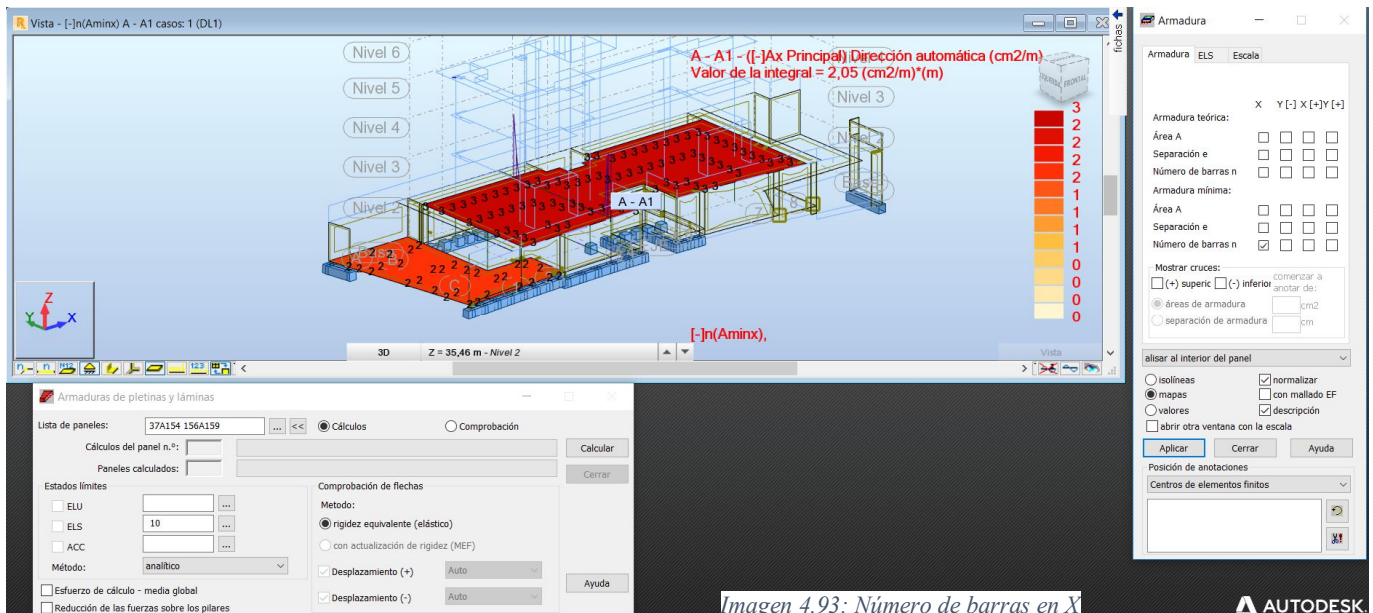 Vista - [-]n(Aminx) A - A1 casos: 1 (DL1)
fichas
Nivel 6
Nivel 5
Nivel 4
Nivel 3
Nivel 2
Nivel 3
A - A1 - ([-]Ax Principal) Dirección automática (cm2/m)
Valor de la integral = 2,05 (cm2/m)*(m)
FRONTAL
3
2
2
2
2
1
1
1
1
0
0
0
0
A - A1
C
7
8
[-]n(Aminx),
Z
Y
X
3D
Z = 35,46 m - Nivel 2
Vista
Armadura
Armadura
ELS
Escala
X Y [-] X [+]Y [+]
Armadura teórica:
Área A
Separación e
Número de barras n
Armadura mínima:
Área A
Separación e
Número de barras n
Mostrar cruces:
(+) superic
(-) inferior
comenzar a
anotar de:
áreas de armadura
cm2
separación de armadura
cm
alisar al interior del panel
isolíneas
normalizar
mapas
con mallado EF
valores
descripción
abrir otra ventana con la escala
Aplicar
Cerrar
Ayuda
Posición de anotaciones
Centros de elementos finitos
Armaduras de pletinas y láminas
Lista de paneles:
37A154 156A159
...
<<
Cálculos
Comprobación
Cálculos del panel n.º:
Calcular
Paneles calculados:
Cerrar
Estados límites
Comprobación de flechas
ELU
...
Metodo:
ELS
10
...
rigidez equivalente (elástico)
ACC
...
con actualización de rigidez (MEF)
Método:
analítico
Desplazamiento (+)
Auto
Ayuda
Esfuerzo de cálculo - media global
Desplazamiento (-)
Auto
Reducción de las fuerzas sobre los pilares
Imagen 4.93: Número de barras en X
AUTODESK.